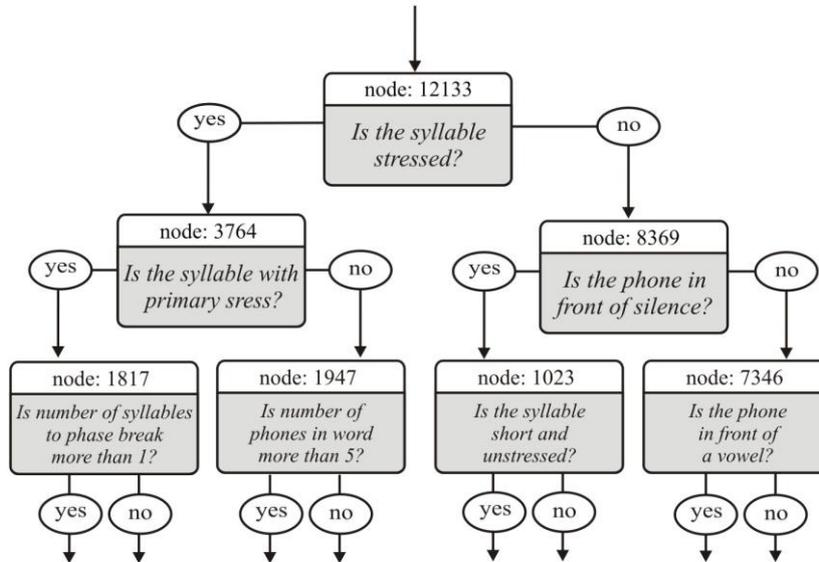 node: 12133
Is the syllable
stressed?
yes
no
node: 3764
Is the syllable with
primary sress?
node: 8369
Is the phone in
front of silence?
yes
no
yes
no
node: 1817
Is number of syllables
to phase break
more than 1?
node: 1947
Is number of
phones in word
more than 5?
node: 1023
Is the syllable
short and
unstressed?
node: 7346
Is the phone
in front of
a vowel?
yes
no
yes
no
yes
no
yes
no